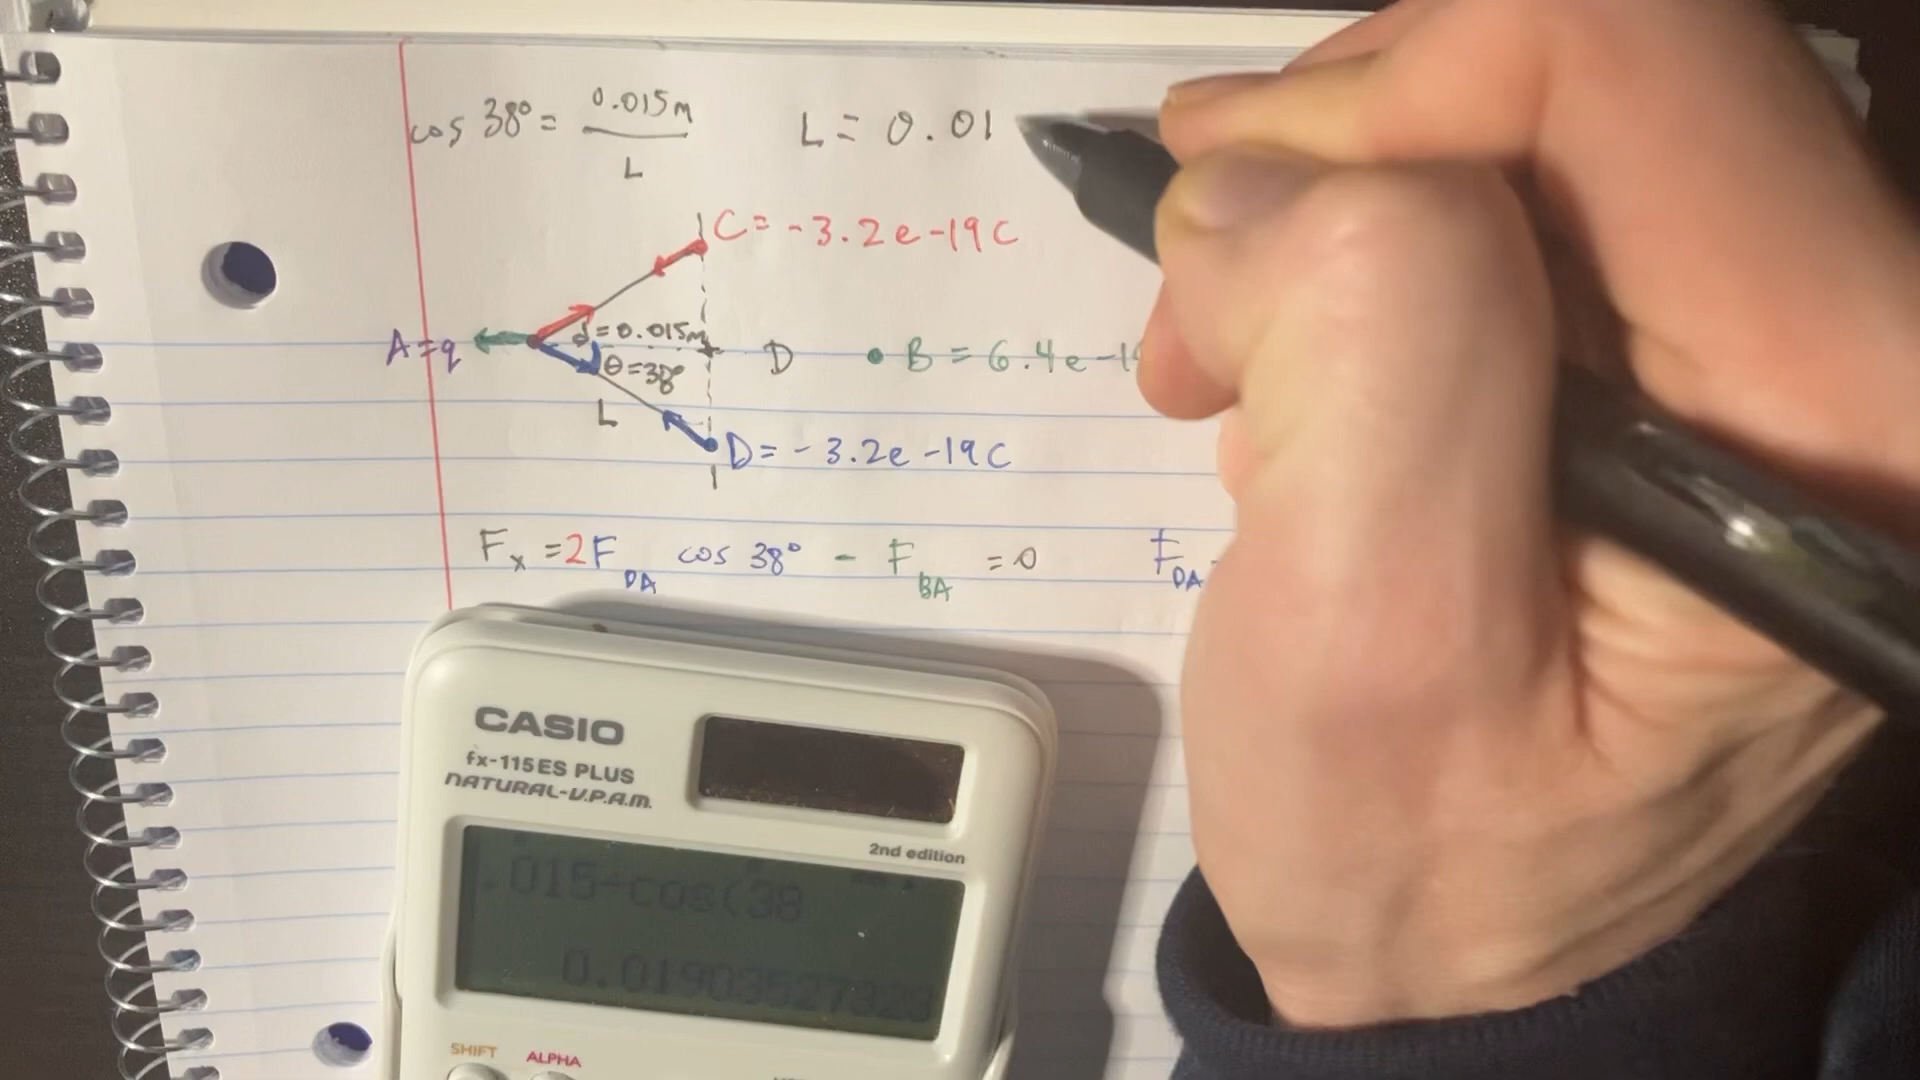 cos 38° = 0.015m / L
L = 0.01
C = -3.2e-19C
A = q
d = 0.015m
D
B = 6.4e-1
θ = 38°
L
D = -3.2e-19C
Fx = 2F DA cos 38° - F BA = 0
F DA
CASIO
fx-115ES PLUS
NATURAL-V.P.A.M.
2nd edition
.015÷cos(38
0.01903527323
SHIFT ALPHA